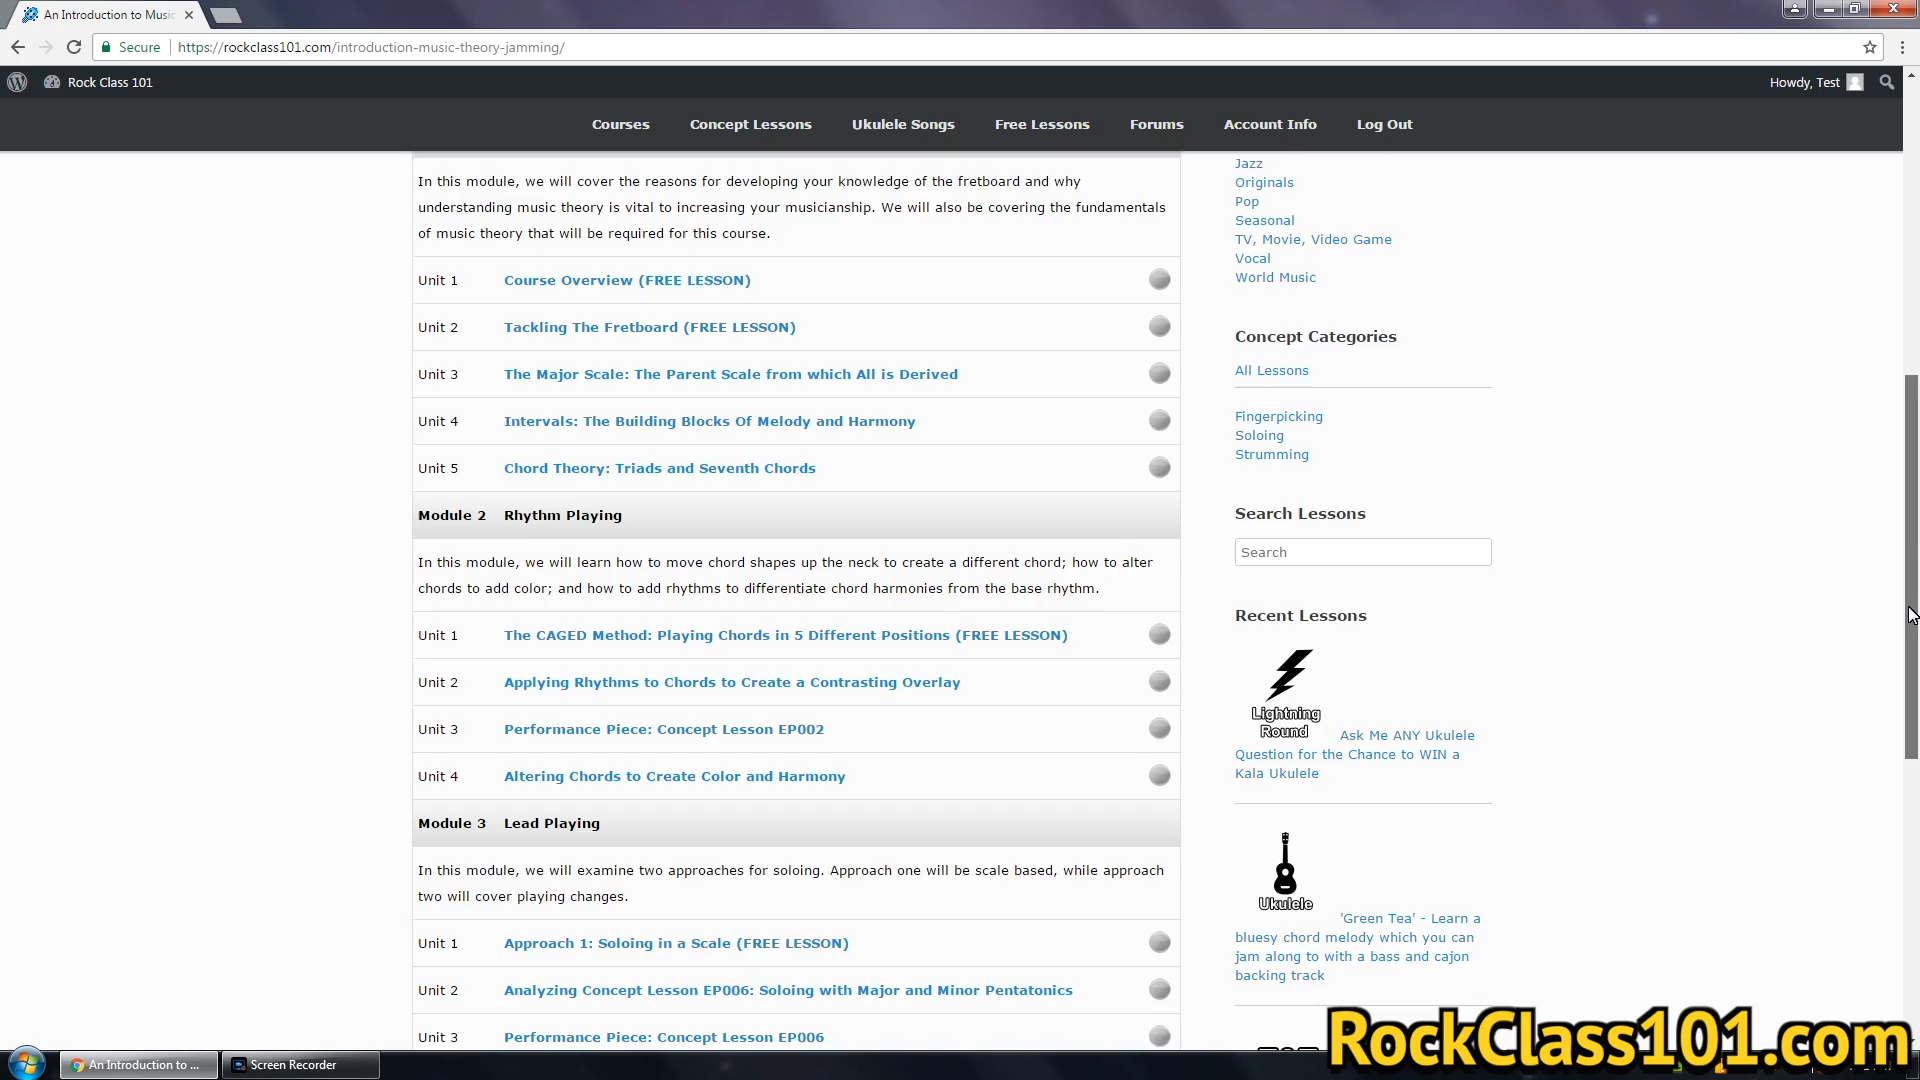 An Introduction to Music
Secure
https://rockclass101.com/introduction-music-theory-jamming/
Rock Class 101
Howdy, Test
Courses
Concept Lessons
Ukulele Songs
Free Lessons
Forums
Account Info
Log Out
In this module, we will cover the reasons for developing your knowledge of the fretboard and why
understanding music theory is vital to increasing your musicianship. We will also be covering the fundamentals
of music theory that will be required for this course.
Unit 1 Course Overview (FREE LESSON)
Unit 2 Tackling The Fretboard (FREE LESSON)
Unit 3 The Major Scale: The Parent Scale from which All is Derived
Unit 4 Intervals: The Building Blocks Of Melody and Harmony
Unit 5 Chord Theory: Triads and Seventh Chords
Module 2 Rhythm Playing
In this module, we will learn how to move chord shapes up the neck to create a different chord; how to alter
chords to add color; and how to add rhythms to differentiate chord harmonies from the base rhythm.
Unit 1 The CAGED Method: Playing Chords in 5 Different Positions (FREE LESSON)
Unit 2 Applying Rhythms to Chords to Create a Contrasting Overlay
Unit 3 Performance Piece: Concept Lesson EP002
Unit 4 Altering Chords to Create Color and Harmony
Module 3 Lead Playing
In this module, we will examine two approaches for soloing. Approach one will be scale based, while approach
two will cover playing changes.
Unit 1 Approach 1: Soloing in a Scale (FREE LESSON)
Unit 2 Analyzing Concept Lesson EP006: Soloing with Major and Minor Pentatonics
Unit 3 Performance Piece: Concept Lesson EP006
Jazz
Originals
Pop
Seasonal
TV, Movie, Video Game
Vocal
World Music
Concept Categories
All Lessons
Fingerpicking
Soloing
Strumming
Search Lessons
Search
Recent Lessons
Lightning
Round
Ask Me ANY Ukulele
Question for the Chance to WIN a
Kala Ukulele
Ukulele
'Green Tea' - Learn a
bluesy chord melody which you can
jam along to with a bass and cajon
backing track
RockClass101.com
An Introduction to ...
Screen Recorder